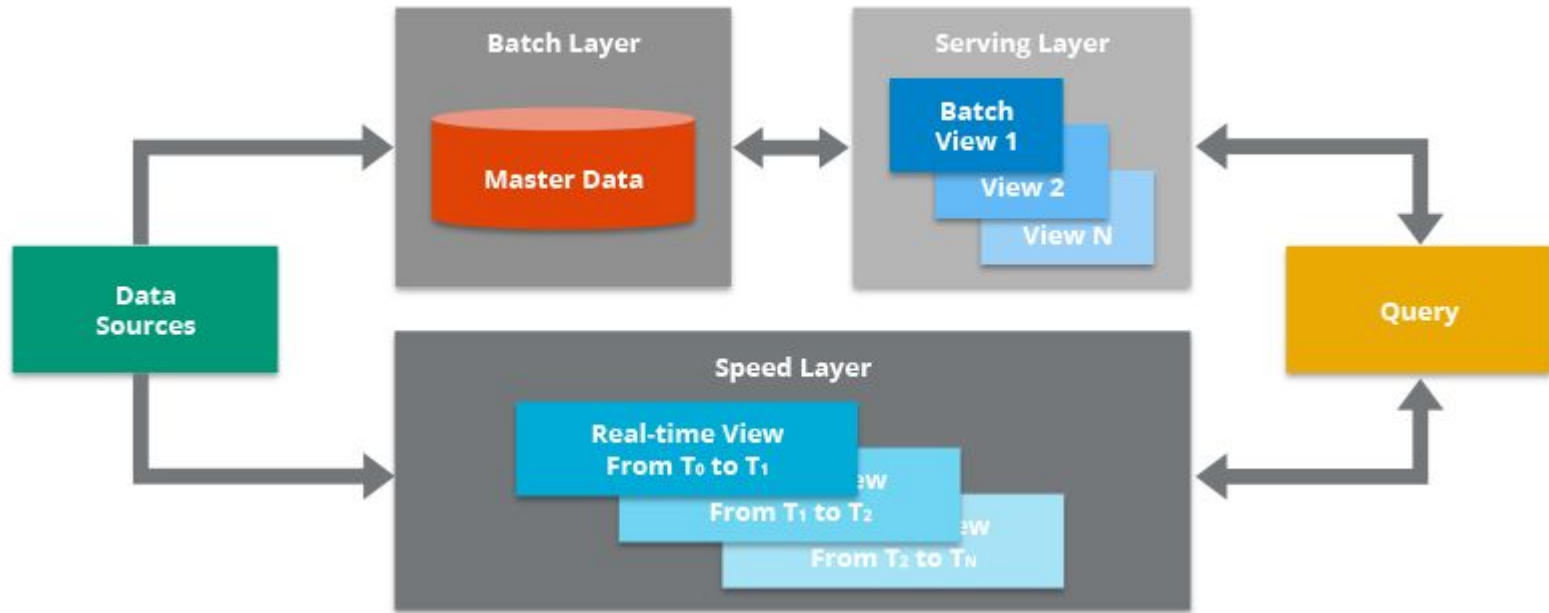 Batch Layer
Master Data
Serving Layer
Batch
View 1
View 2
View N
Data
Sources
Query
Speed Layer
Real-time View
From T₀ to T₁
ew
From T₁ to T₂
ew
From T₂ to Tₙ